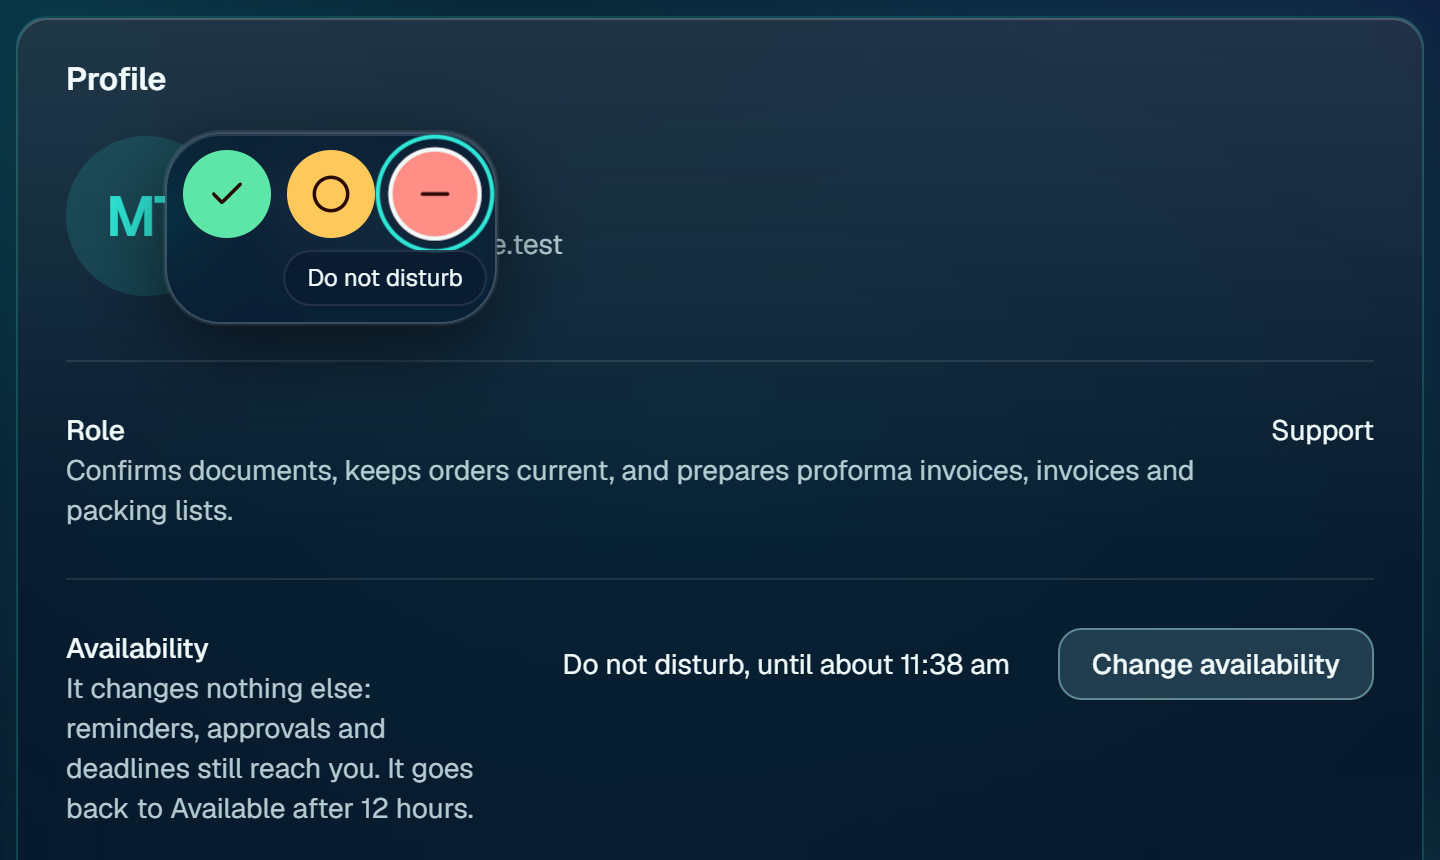 Profile
Do not disturb
Role
Support
Confirms documents, keeps orders current, and prepares proforma invoices, invoices and
packing lists.
Availability
Do not disturb, until about 11:38 am
Change availability
It changes nothing else:
reminders, approvals and
deadlines still reach you. It goes
back to Available after 12 hours.